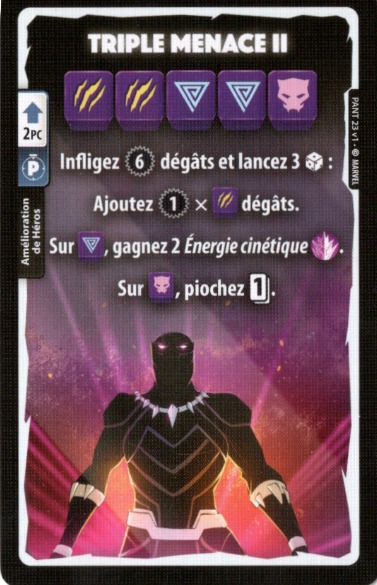 TRIPLE MENACE II
2PC
P
Amélioration
de Héros
Infligez 6 dégâts et lancez 3 :
Ajoutez 1 × dégâts.
Sur , gagnez 2 Énergie cinétique .
Sur , piochez 1 .
PANT 23 v1 • © MARVEL